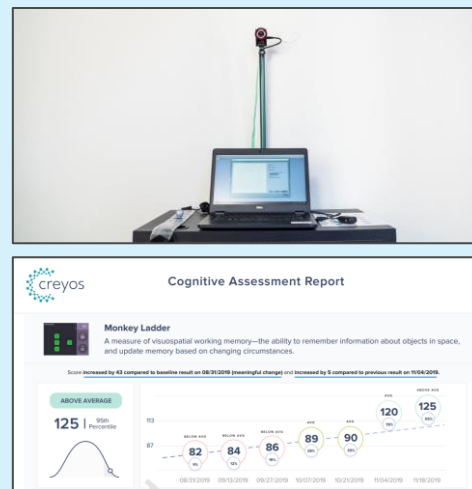 creyos
Cognitive Assessment Report
Monkey Ladder
A measure of visuospatial working memory—the ability to remember information about objects in space,
and update memory based on changing circumstances.
Score increased by 43 compared to baseline result on 08/31/2019 (meaningful change) and increased by 5 compared to previous result on 11/04/2019.
ABOVE AVERAGE
125 | 95th
Percentile
113
87
BELOW AVG
82
BELOW AVG
84
12%
BELOW AVG
86
AVG
89
AVG
90
AVG
120
ABOVE AVG
125
08/31/2019 09/13/2019 09/27/2019 10/07/2019 10/21/2019 11/04/2019 11/18/2019